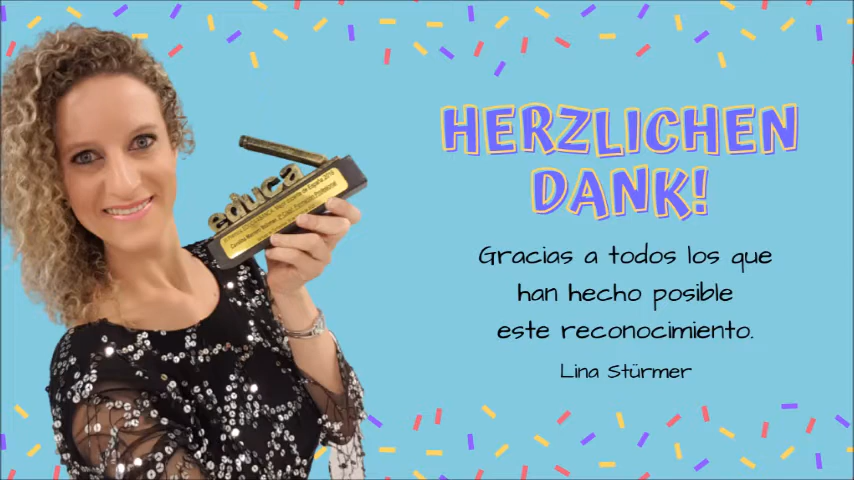 HERZLICHEN
DANK!
Gracias a todos los que
han hecho posible
este reconocimiento.
Lina Stürmer
educa